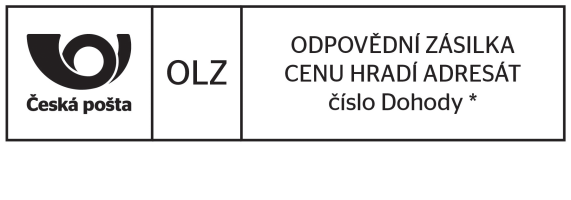 Česká pošta
OLZ
ODPOVĚDNÍ ZÁSILKA
CENU HRADÍ ADRESÁT
číslo Dohody *